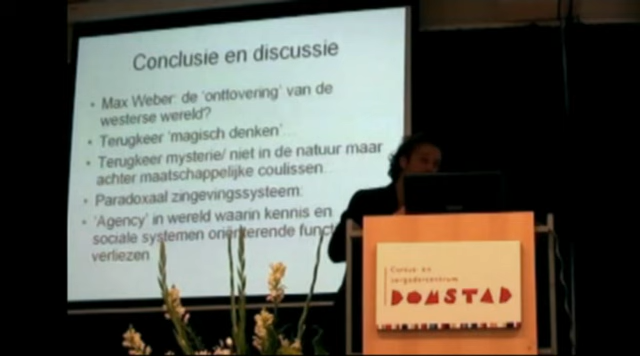 Conclusie en discussie
• Max Weber: de 'onttovering' van de
westerse wereld?
• Terugkeer 'magisch denken'...
• Terugkeer mysterie/ niet in de natuur maar
achter maatschappelijke coulissen
• Paradoxaal zingevingssysteem:
• 'Agency' in wereld waarin kennis en
sociale systemen oriënterende funct
verliezen
Cursus- en
vergadercentrum
DOMSTAD